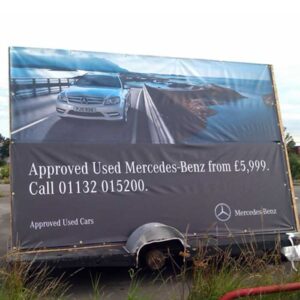 Approved Used Mercedes-Benz from £5,999.
Call 01132 015200.
Approved Used Cars
Mercedes-Benz